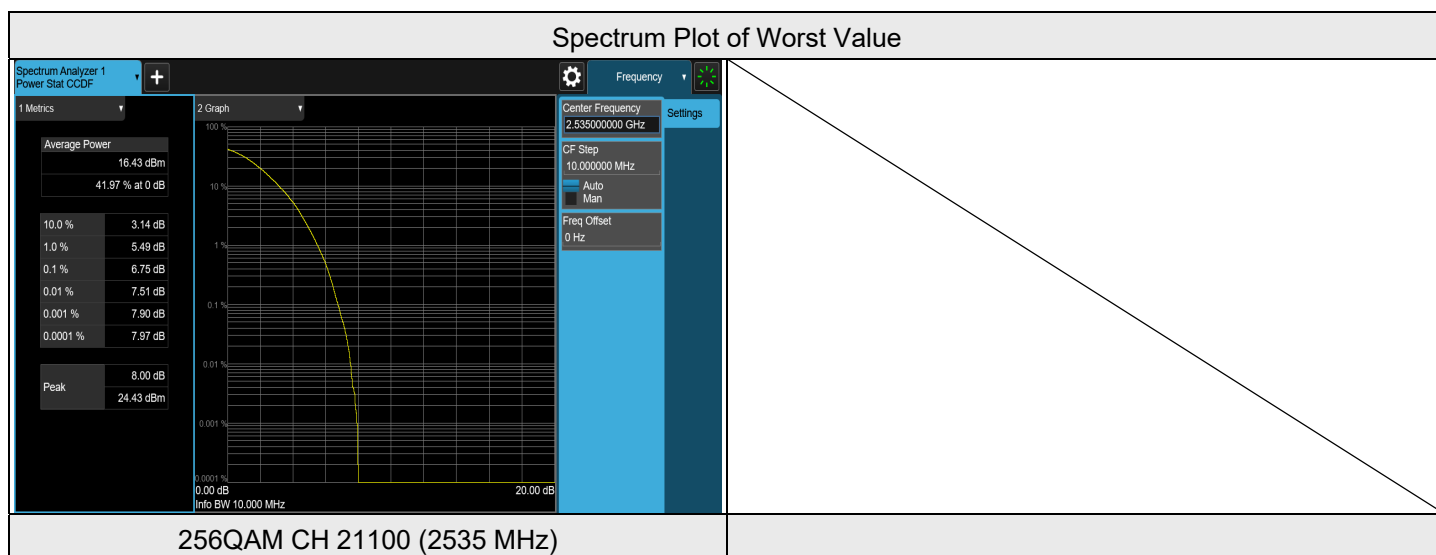 Spectrum Plot of Worst Value
Spectrum Analyzer 1
Power Stat CCDF
+
Frequency
1 Metrics
Average Power
16.43 dBm
41.97 % at 0 dB
10.0 % 3.14 dB
1.0 % 5.49 dB
0.1 % 6.75 dB
0.01 % 7.51 dB
0.001 % 7.90 dB
0.0001 % 7.97 dB
Peak 8.00 dB
24.43 dBm
2 Graph
100 %
10 %
1 %
0.1 %
0.01 %
0.001 %
0.0001 %
0.00 dB 20.00 dB
Info BW 10.000 MHz
Center Frequency
2.535000000 GHz
CF Step
10.000000 MHz
Auto
Man
Freq Offset
0 Hz
Settings
256QAM CH 21100 (2535 MHz)